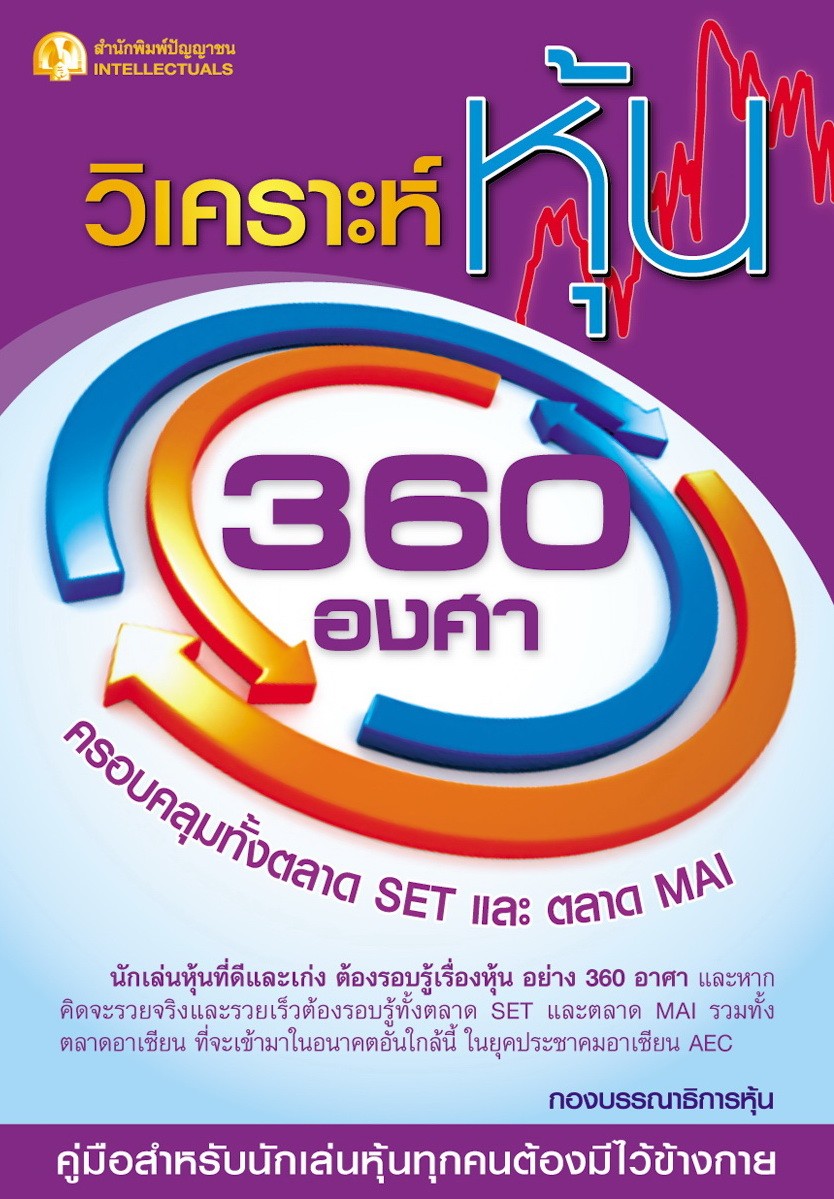 สำนักพิมพ์ปัญญาชน
INTELLECTUALS
วิเคราะห์หุ้น
360
องศา
ครอบคลุมทั้งตลาด SET และ ตลาด MAI
นักเล่นหุ้นที่ดีและเก่ง ต้องรอบรู้เรื่องหุ้น อย่าง 360 อาศา และหาก
คิดจะรวยจริงและรวยเร็วต้องรอบรู้ทั้งตลาด SET และตลาด MAI รวมทั้ง
ตลาดอาเซียน ที่จะเข้ามาในอนาคตอันใกล้นี้ ในยุคประชาคมอาเซียน AEC
กองบรรณาธิการหุ้น
คู่มือสำหรับนักเล่นหุ้นทุกคนต้องมีไว้ข้างกาย